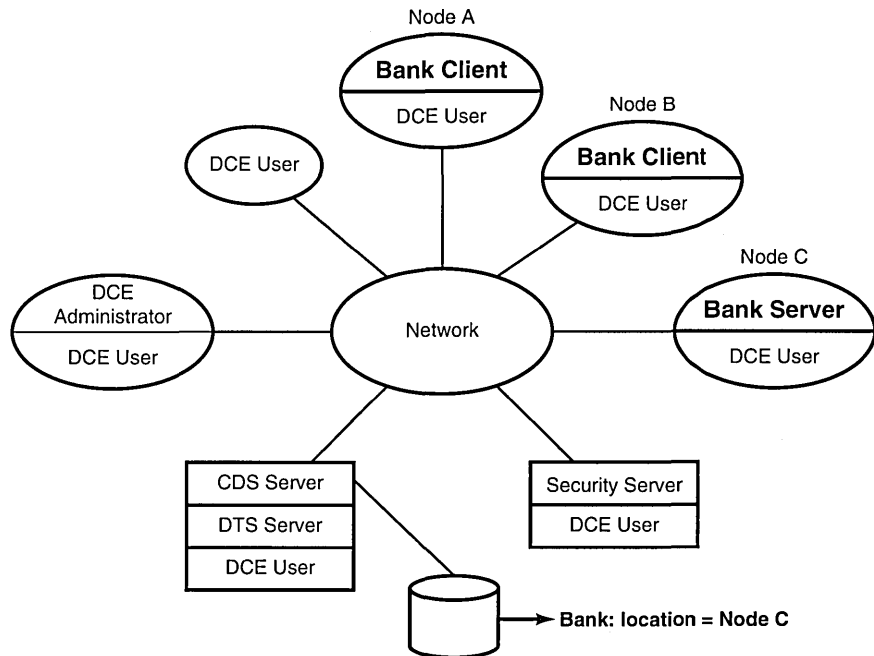 Node A
Bank Client
DCE User
Node B
Bank Client
DCE User
DCE User
Node C
Bank Server
DCE User
DCE
Administrator
DCE User
Network
CDS Server
DTS Server
DCE User
Security Server
DCE User
Bank: location = Node C